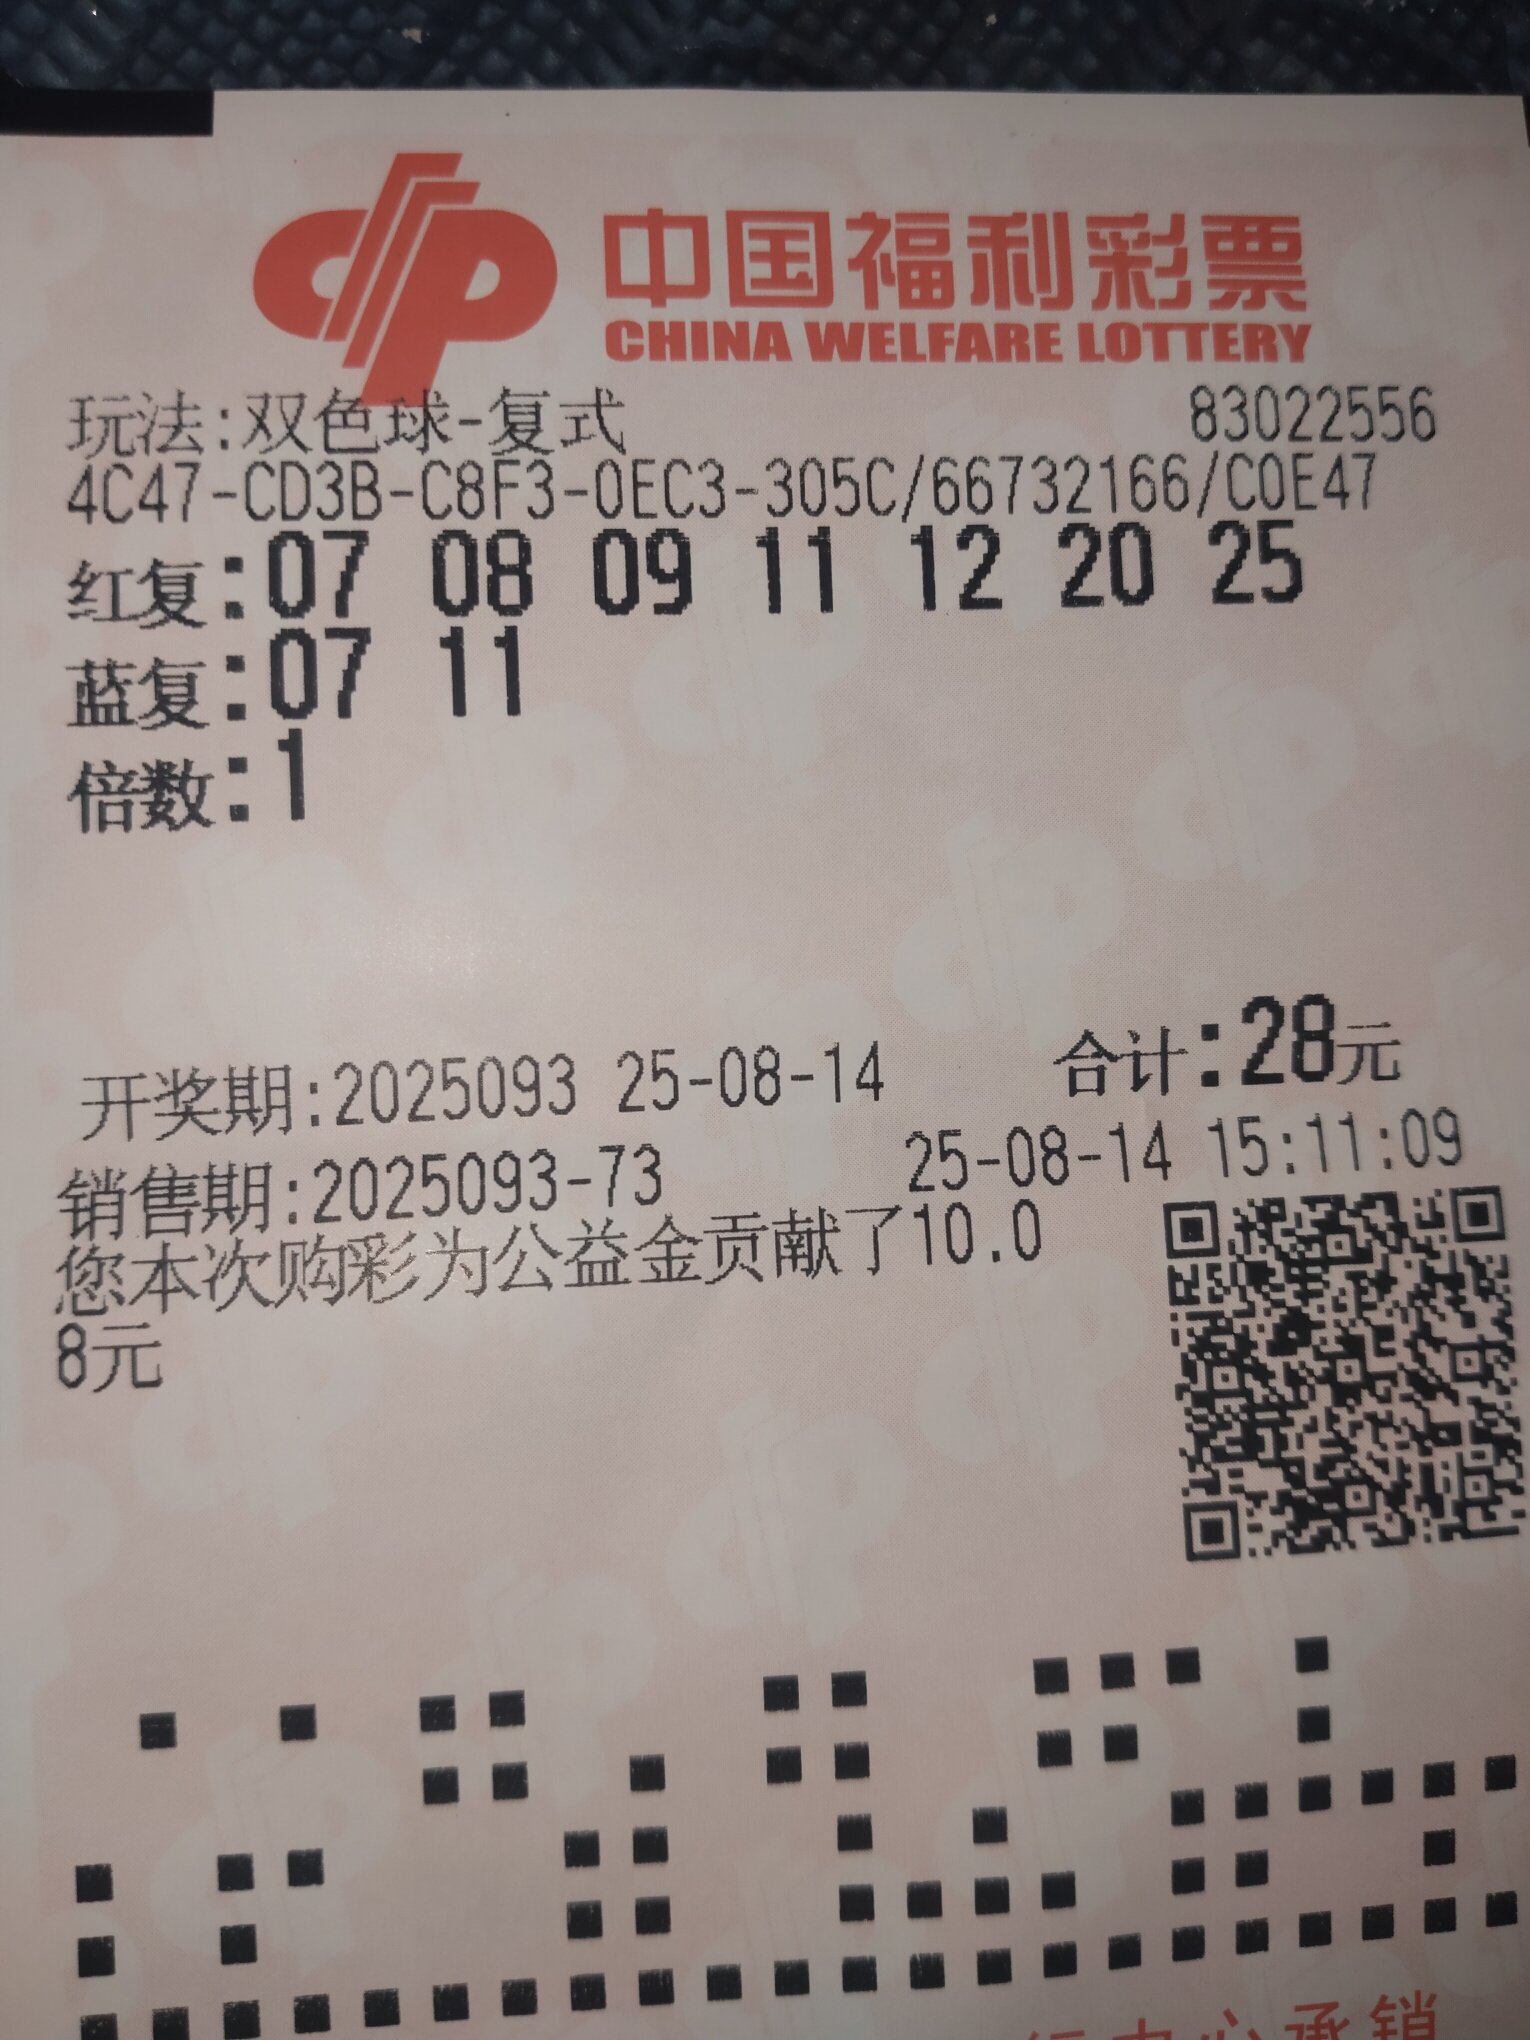 中国福利彩票
CHINA WELFARE LOTTERY
玩法:双色球-复式 83022556
4C47-CD3B-C8F3-0EC3-305C/66732166/C0E47
红复:07 08 09 11 12 20 25
蓝复:07 11
倍数:1
开奖期:2025093 25-08-14 合计:28元
销售期:2025093-73 25-08-14 15:11:09
您本次购彩为公益金贡献了10.0
8元
中心承销